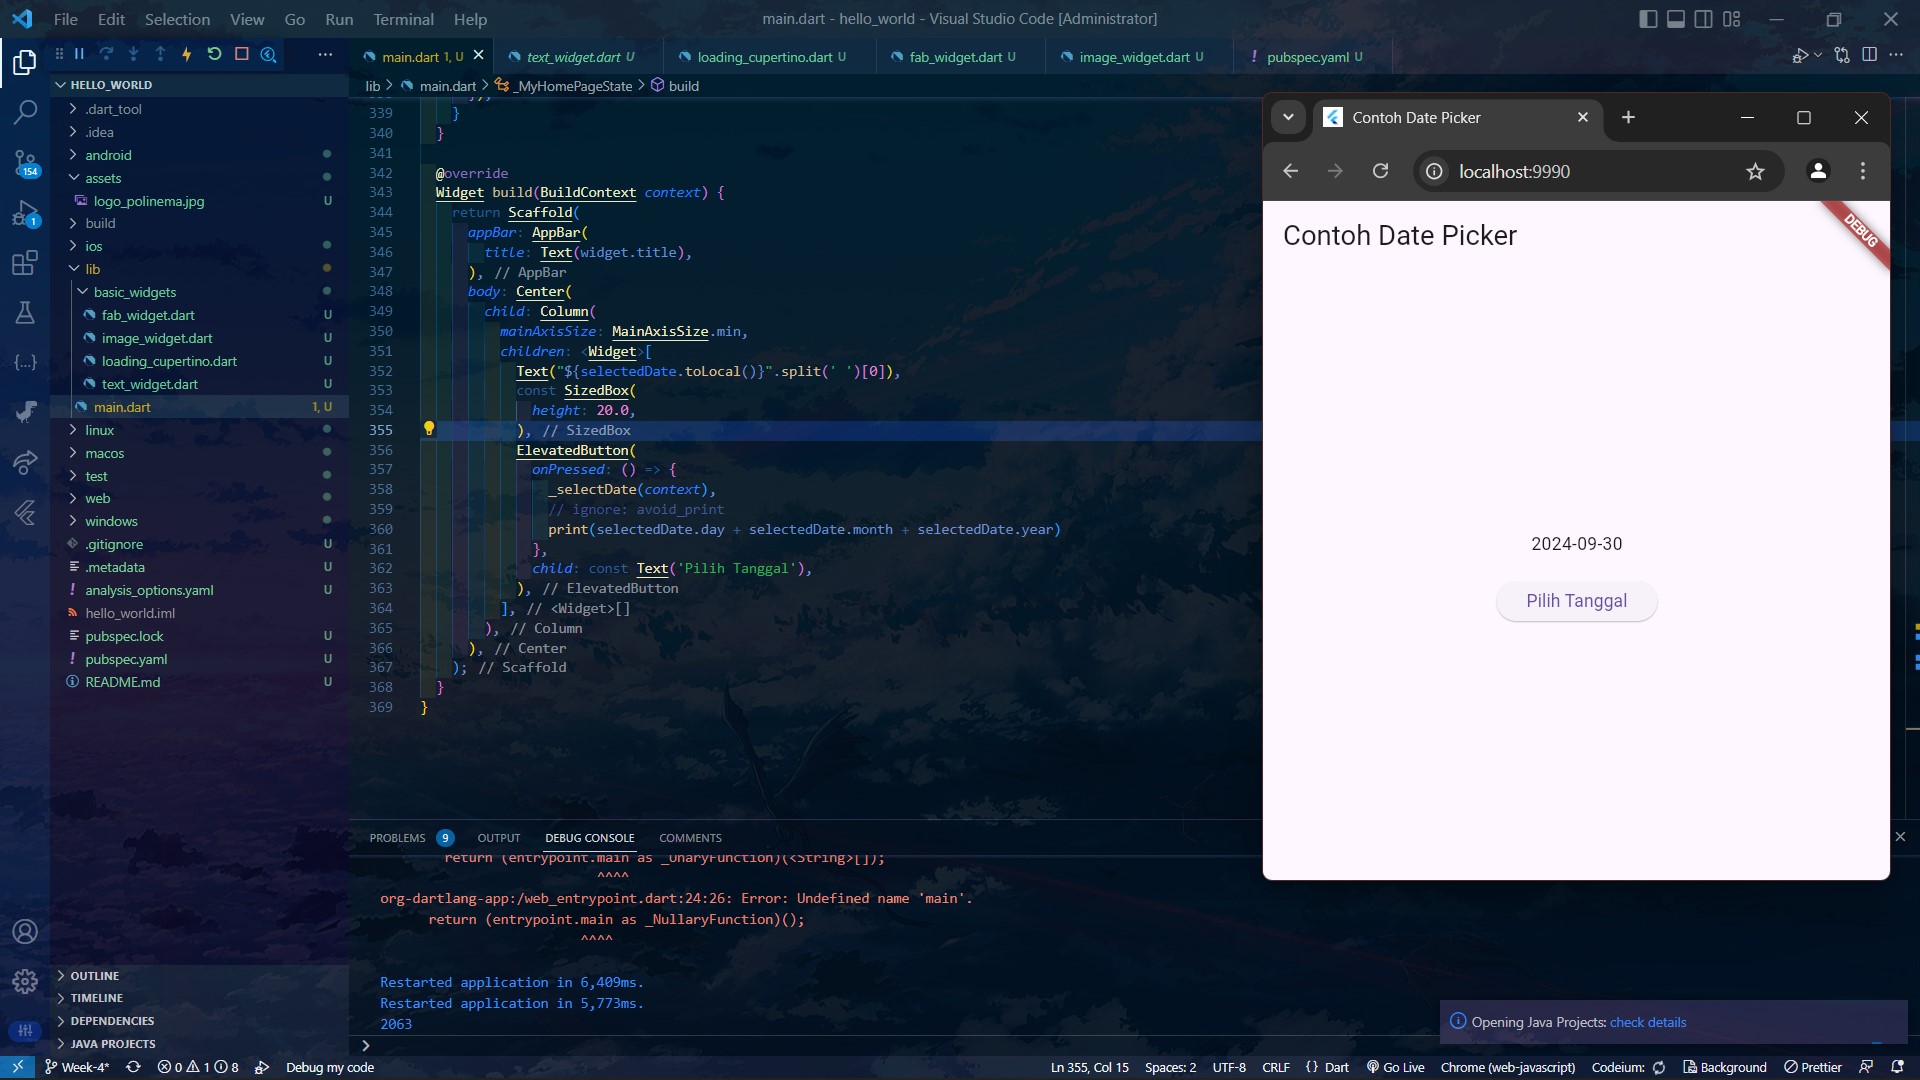 File Edit Selection View Go Run Terminal Help
main.dart - hello_world - Visual Studio Code [Administrator]
main.dart 1, U
text_widget.dart U
loading_cupertino.dart U
fab_widget.dart U
image_widget.dart U
! pubspec.yaml U
lib > main.dart > _MyHomePageState > build
HELLO_WORLD
.dart_tool
.idea
android
assets
logo_polinema.jpg U
build
ios
lib
basic_widgets
fab_widget.dart U
image_widget.dart U
loading_cupertino.dart U
text_widget.dart U
main.dart 1, U
linux
macos
test
web
windows
.gitignore U
.metadata U
! analysis_options.yaml U
hello_world.iml
pubspec.lock U
! pubspec.yaml U
README.md U
OUTLINE
TIMELINE
DEPENDENCIES
JAVA PROJECTS
154
1
339 }
340 }
341
342 @override
343 Widget build(BuildContext context) {
344 return Scaffold(
345 appBar: AppBar(
346 title: Text(widget.title),
347 ), // AppBar
348 body: Center(
349 child: Column(
350 mainAxisSize: MainAxisSize.min,
351 children: <Widget>[
352 Text("${selectedDate.toLocal()}".split(' ')[0]),
353 const SizedBox(
354 height: 20.0,
355 ), // SizedBox
356 ElevatedButton(
357 onPressed: () => {
358 _selectDate(context),
359 // ignore: avoid_print
360 print(selectedDate.day + selectedDate.month + selectedDate.year)
361 },
362 child: const Text('Pilih Tanggal'),
363 ), // ElevatedButton
364 ], // <Widget>[]
365 ), // Column
366 ), // Center
367 ); // Scaffold
368 }
369 }
Contoh Date Picker
localhost:9990
Contoh Date Picker
DEBUG
2024-09-30
Pilih Tanggal
PROBLEMS 9 OUTPUT DEBUG CONSOLE COMMENTS
return (entrypoint.main as _UnaryFunction)(<String>[]);
^^^^
org-dartlang-app:/web_entrypoint.dart:24:26: Error: Undefined name 'main'.
return (entrypoint.main as _NullaryFunction)();
^^^^
Restarted application in 6,409ms.
Restarted application in 5,773ms.
2063
>
Opening Java Projects: check details
Week-4* 0 1 8 Debug my code
Ln 355, Col 15 Spaces: 2 UTF-8 CRLF { } Dart Go Live Chrome (web-javascript) Codeium: Background Prettier